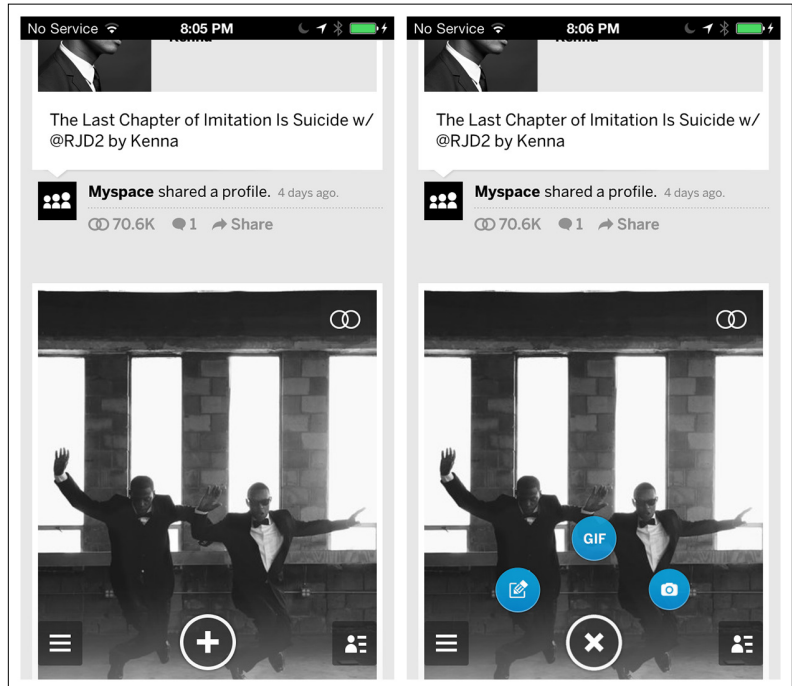 No Service 8:05 PM
Kenna
The Last Chapter of Imitation Is Suicide w/
@RJD2 by Kenna
Myspace shared a profile. 4 days ago.
70.6K 1 Share
No Service 8:06 PM
Kenna
The Last Chapter of Imitation Is Suicide w/
@RJD2 by Kenna
Myspace shared a profile. 4 days ago.
70.6K 1 Share
GIF